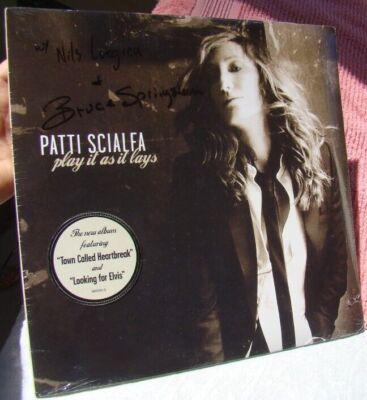 w/ Nils Lofgren
+
Bruce Springsteen
PATTI SCIALFA
play it as it lays
The new album
featuring
"Town Called Heartbreak"
and
"Looking for Elvis"